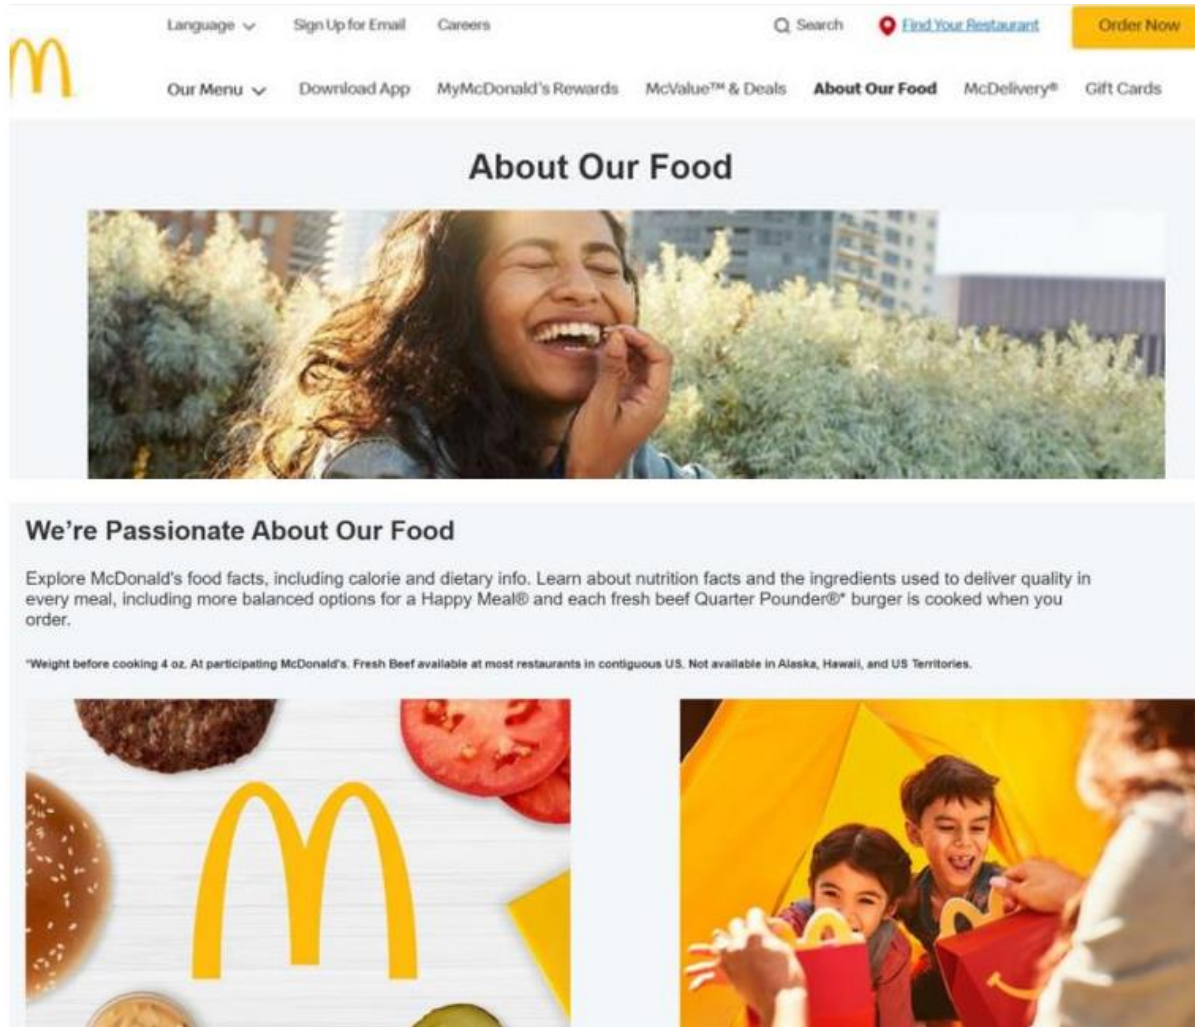 Language
Sign Up for Email
Careers
Search
Find Your Restaurant
Order Now
Our Menu
Download App
MyMcDonald's Rewards
McValue™ & Deals
About Our Food
McDelivery®
Gift Cards
About Our Food
We're Passionate About Our Food
Explore McDonald's food facts, including calorie and dietary info. Learn about nutrition facts and the ingredients used to deliver quality in
every meal, including more balanced options for a Happy Meal® and each fresh beef Quarter Pounder®* burger is cooked when you
order.
*Weight before cooking 4 oz. At participating McDonald's. Fresh Beef available at most restaurants in contiguous US. Not available in Alaska, Hawaii, and US Territories.